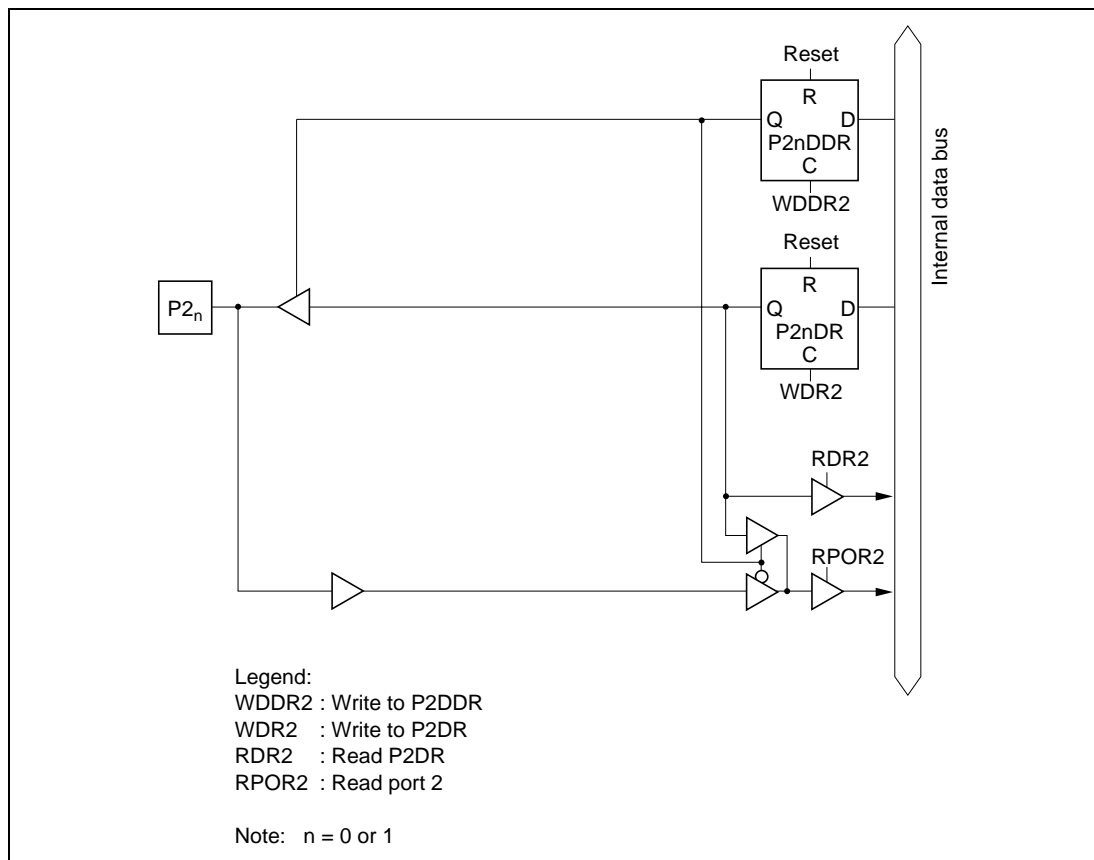 Reset
R
Q D
P2nDDR
C
WDDR2
Internal data bus
Reset
R
P2n
Q D
P2nDR
C
WDR2
RDR2
RPOR2
Legend:
WDDR2 : Write to P2DDR
WDR2 : Write to P2DR
RDR2 : Read P2DR
RPOR2 : Read port 2
Note: n = 0 or 1